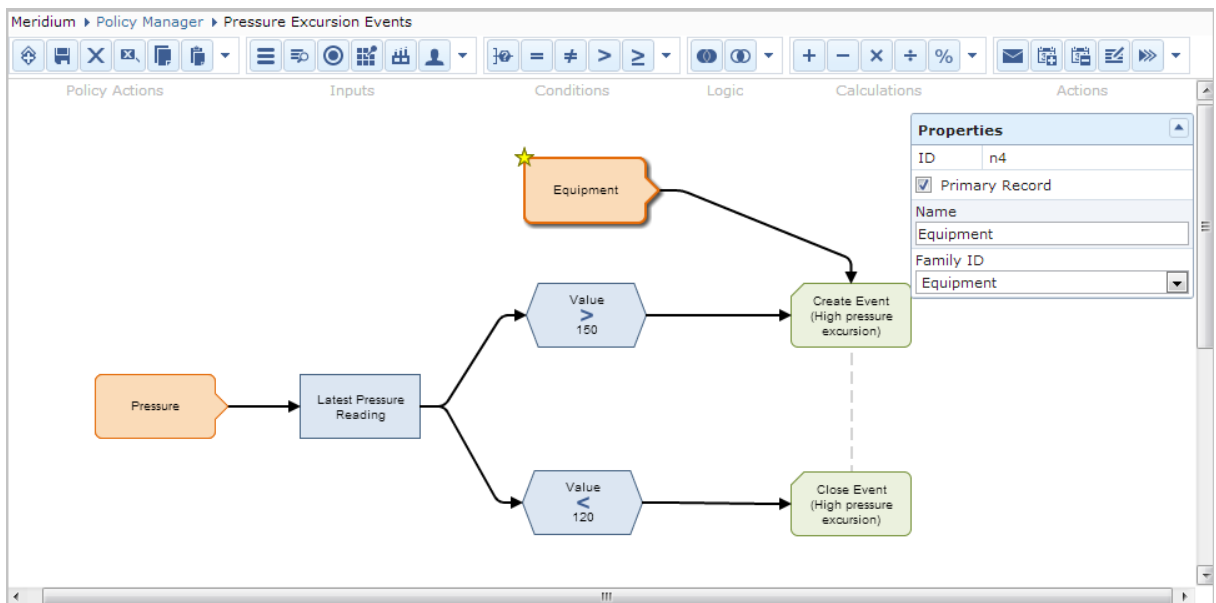 Meridium ▸ Policy Manager ▸ Pressure Excursion Events
} ? = ≠ > ≥ + − × ÷ %
Policy Actions Inputs Conditions Logic Calculations Actions
Properties
ID n4
Primary Record
Name
Equipment
Family ID
Equipment
Equipment
Value
>
150
Create Event
(High pressure
excursion)
Pressure
Latest Pressure
Reading
Value
<
120
Close Event
(High pressure
excursion)